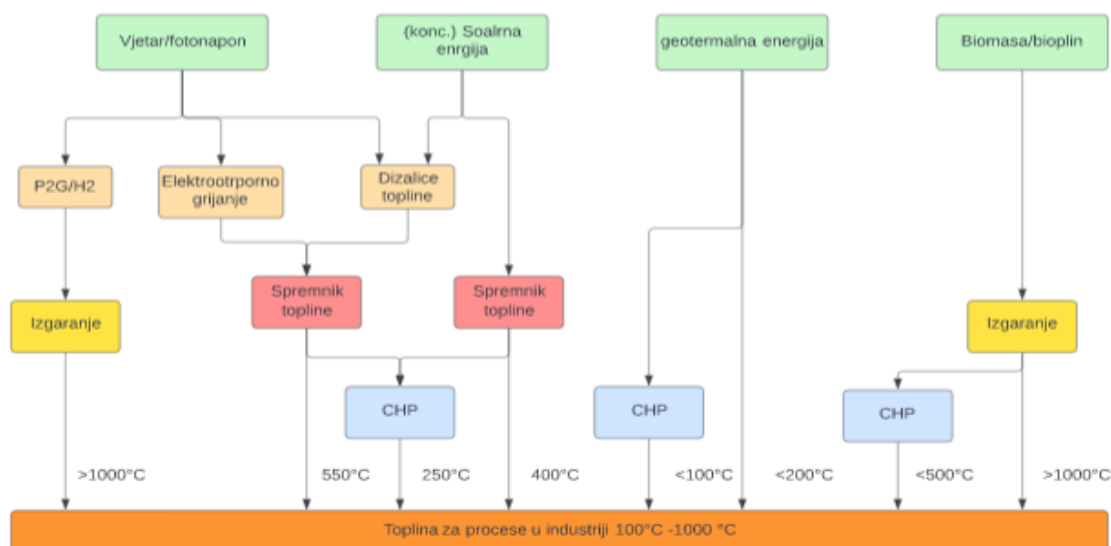 Vjetar/fotonapon
(konc.) Soalrna
enrgija
geotermalna energija
Biomasa/bioplin
P2G/H2
Elektrootrporno
grijanje
Dizalice
topline
Spremnik
topline
Spremnik
topline
Izgaranje
Izgaranje
CHP
CHP
CHP
>1000°C
550°C
250°C
400°C
<100°C
<200°C
<500°C
>1000°C
Toplina za procese u industriji 100°C -1000 °C